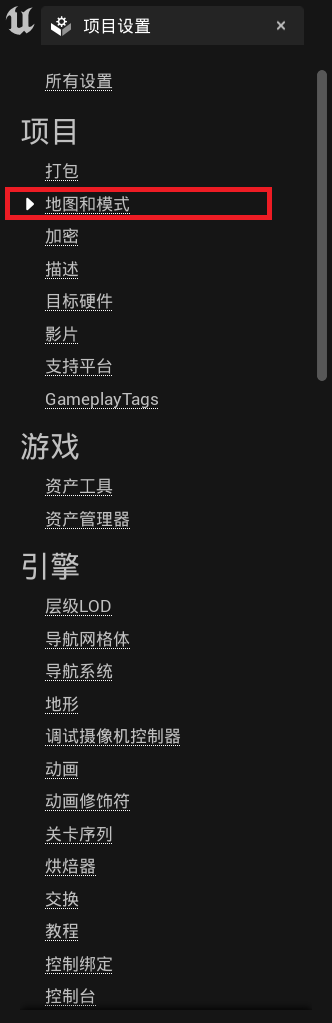 项目设置
所有设置
项目
打包
地图和模式
加密
描述
目标硬件
影片
支持平台
GameplayTags
游戏
资产工具
资产管理器
引擎
层级LOD
导航网格体
导航系统
地形
调试摄像机控制器
动画
动画修饰符
关卡序列
烘焙器
交换
教程
控制绑定
控制台